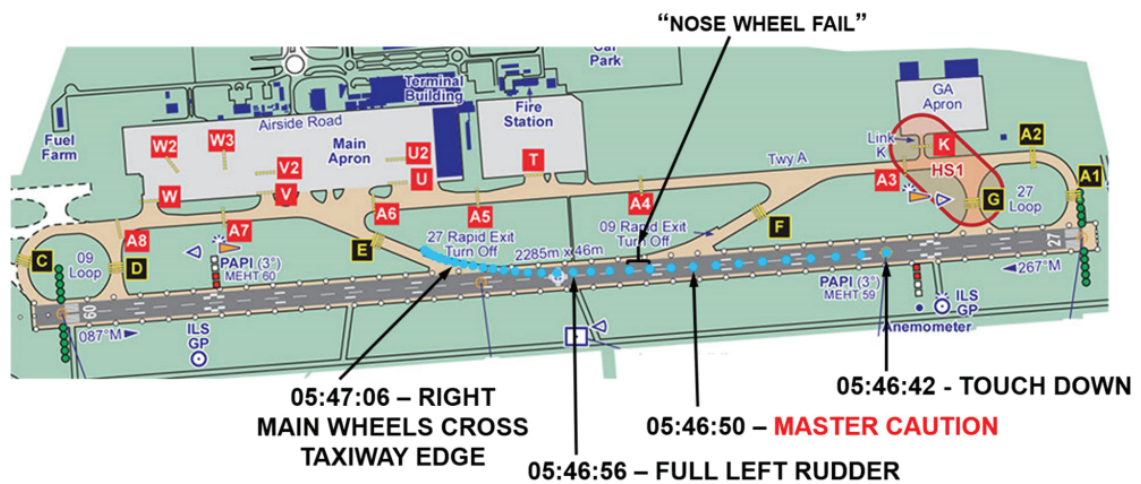 “NOSE WHEEL FAIL”
Car
Park
Terminal
Building
Fire
Station
GA
Apron
Fuel
Farm
Airside Road
Main
Apron
W2
W3
V2
U2
W
V
U
T
Link
K
K
A2
Twy A
A3
HS1
A1
27
Loop
G
A8
A7
A6
A5
A4
F
E
27 Rapid Exit
Turn Off
2285m x 46m
09 Rapid Exit
Turn Off
C
09
Loop
D
PAPI (3°)
MEHT 60
27
09
087°M
267°M
PAPI (3°)
MEHT 59
ILS
GP
ILS
GP
Anemometer
05:47:06 – RIGHT
MAIN WHEELS CROSS
TAXIWAY EDGE
05:46:42 - TOUCH DOWN
05:46:50 – MASTER CAUTION
05:46:56 – FULL LEFT RUDDER